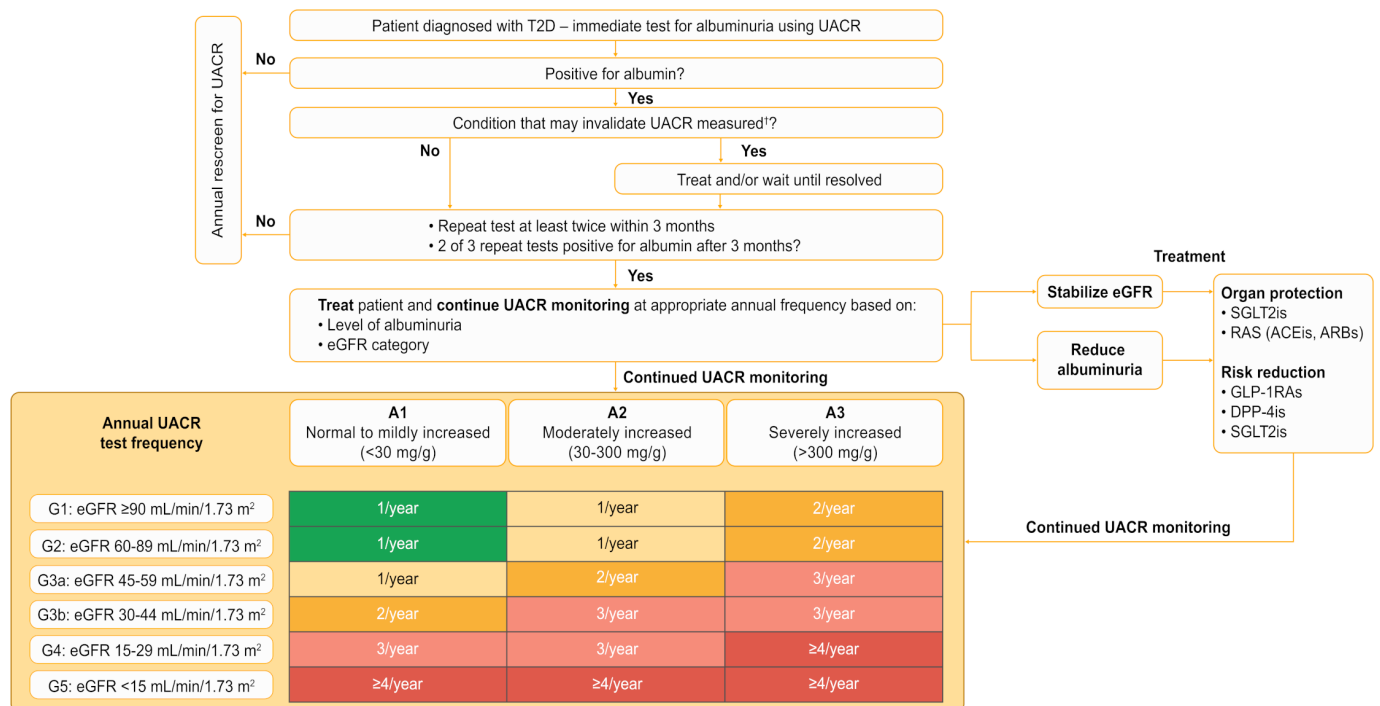 Patient diagnosed with T2D – immediate test for albuminuria using UACR
Annual rescreen for UACR
No
Positive for albumin?
Yes
Condition that may invalidate UACR measured†?
No
Yes
Treat and/or wait until resolved
No
• Repeat test at least twice within 3 months
• 2 of 3 repeat tests positive for albumin after 3 months?
Yes
Treat patient and continue UACR monitoring at appropriate annual frequency based on:
• Level of albuminuria
• eGFR category
Treatment
Stabilize eGFR
Reduce
albuminuria
Organ protection
• SGLT2is
• RAS (ACEis, ARBs)
Risk reduction
• GLP-1RAs
• DPP-4is
• SGLT2is
Continued UACR monitoring
Continued UACR monitoring
Annual UACR
test frequency
A1
Normal to mildly increased
(<30 mg/g)
A2
Moderately increased
(30-300 mg/g)
A3
Severely increased
(>300 mg/g)
G1: eGFR ≥90 mL/min/1.73 m²
1/year
1/year
2/year
G2: eGFR 60-89 mL/min/1.73 m²
1/year
1/year
2/year
G3a: eGFR 45-59 mL/min/1.73 m²
1/year
2/year
3/year
G3b: eGFR 30-44 mL/min/1.73 m²
2/year
3/year
3/year
G4: eGFR 15-29 mL/min/1.73 m²
3/year
3/year
≥4/year
G5: eGFR <15 mL/min/1.73 m²
≥4/year
≥4/year
≥4/year